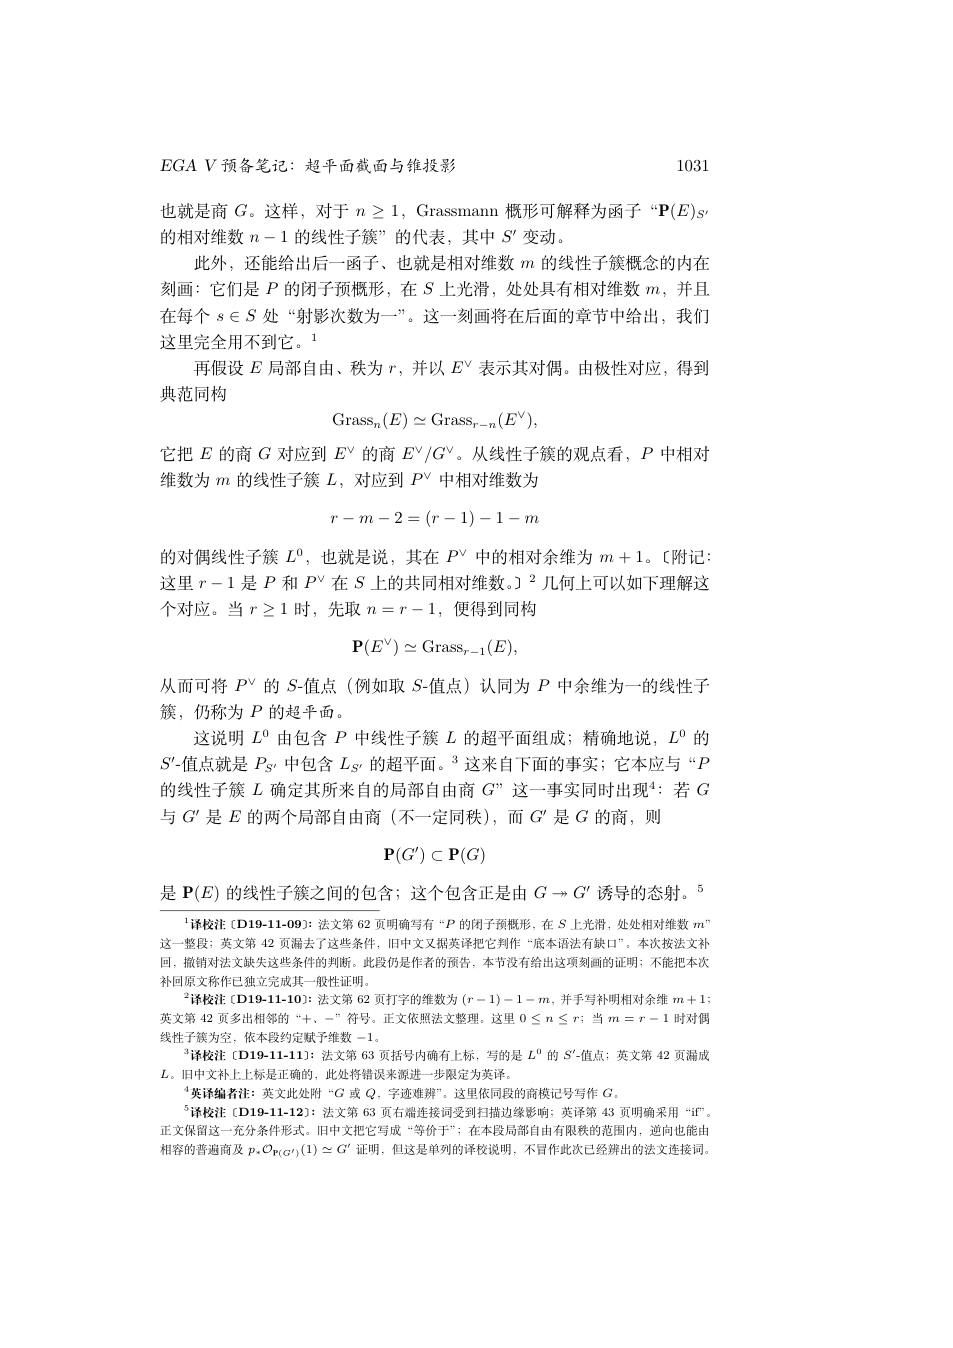 EGA V 预备笔记：超平面截面与锥投影 1031
也就是商 G。这样，对于 n ≥ 1，Grassmann 概形可解释为函子 “P(E)S′
的相对维数 n − 1 的线性子簇” 的代表，其中 S′ 变动。
此外，还能给出后一函子、也就是相对维数 m 的线性子簇概念的内在
刻画：它们是 P 的闭子预概形，在 S 上光滑，处处具有相对维数 m，并且
在每个 s ∈ S 处 “射影次数为一”。这一刻画将在后面的章节中给出，我们
这里完全用不到它。¹
再假设 E 局部自由、秩为 r，并以 E∨ 表示其对偶。由极性对应，得到
典范同构
Grassₙ(E) ≃ Grassᵣ₋ₙ(E∨),
它把 E 的商 G 对应到 E∨ 的商 E∨/G∨。从线性子簇的观点看，P 中相对
维数为 m 的线性子簇 L，对应到 P∨ 中相对维数为
r − m − 2 = (r − 1) − 1 − m
的对偶线性子簇 L⁰，也就是说，其在 P∨ 中的相对余维为 m + 1。〔附记：
这里 r − 1 是 P 和 P∨ 在 S 上的共同相对维数。〕² 几何上可以如下理解这
个对应。当 r ≥ 1 时，先取 n = r − 1，便得到同构
P(E∨) ≃ Grassᵣ₋₁(E),
从而可将 P∨ 的 S-值点（例如取 S-值点）认同为 P 中余维为一的线性子
簇，仍称为 P 的超平面。
这说明 L⁰ 由包含 P 中线性子簇 L 的超平面组成；精确地说，L⁰ 的
S′-值点就是 PS′ 中包含 LS′ 的超平面。³ 这来自下面的事实；它本应与 “P
的线性子簇 L 确定其所来自的局部自由商 G” 这一事实同时出现⁴：若 G
与 G′ 是 E 的两个局部自由商（不一定同秩），而 G′ 是 G 的商，则
P(G′) ⊂ P(G)
是 P(E) 的线性子簇之间的包含；这个包含正是由 G ↠ G′ 诱导的态射。⁵
¹译校注〔D19-11-09〕：法文第 62 页明确写有 “P 的闭子预概形，在 S 上光滑，处处相对维数 m”
这一整段；英文第 42 页漏去了这些条件，旧中文又据英译把它判作 “底本语法有缺口”。本次按法文补
回，撤销对法文缺失这些条件的判断。此段仍是作者的预告，本节没有给出这项刻画的证明；不能把本次
补回原文称作已独立完成其一般性证明。
²译校注〔D19-11-10〕：法文第 62 页打字的维数为 (r − 1) − 1 − m，并手写补明相对余维 m + 1；
英文第 42 页多出相邻的 “+、−” 符号。正文依照法文整理。这里 0 ≤ n ≤ r；当 m = r − 1 时对偶
线性子簇为空，依本段约定赋予维数 −1。
³译校注〔D19-11-11〕：法文第 63 页括号内确有上标，写的是 L⁰ 的 S′-值点；英文第 42 页漏成
L。旧中文补上上标是正确的，此处将错误来源进一步限定为英译。
⁴英译编者注：英文此处附 “G 或 Q，字迹难辨”。这里依同段的商模记号写作 G。
⁵译校注〔D19-11-12〕：法文第 63 页右端连接词受到扫描边缘影响；英译第 43 页明确采用 “if”。
正文保留这一充分条件形式。旧中文把它写成 “等价于”；在本段局部自由有限秩的范围内，逆向也能由
相容的普遍商及 p∗OP(G′)(1) ≃ G′ 证明，但这是单列的译校说明，不冒作此次已经辨出的法文连接词。